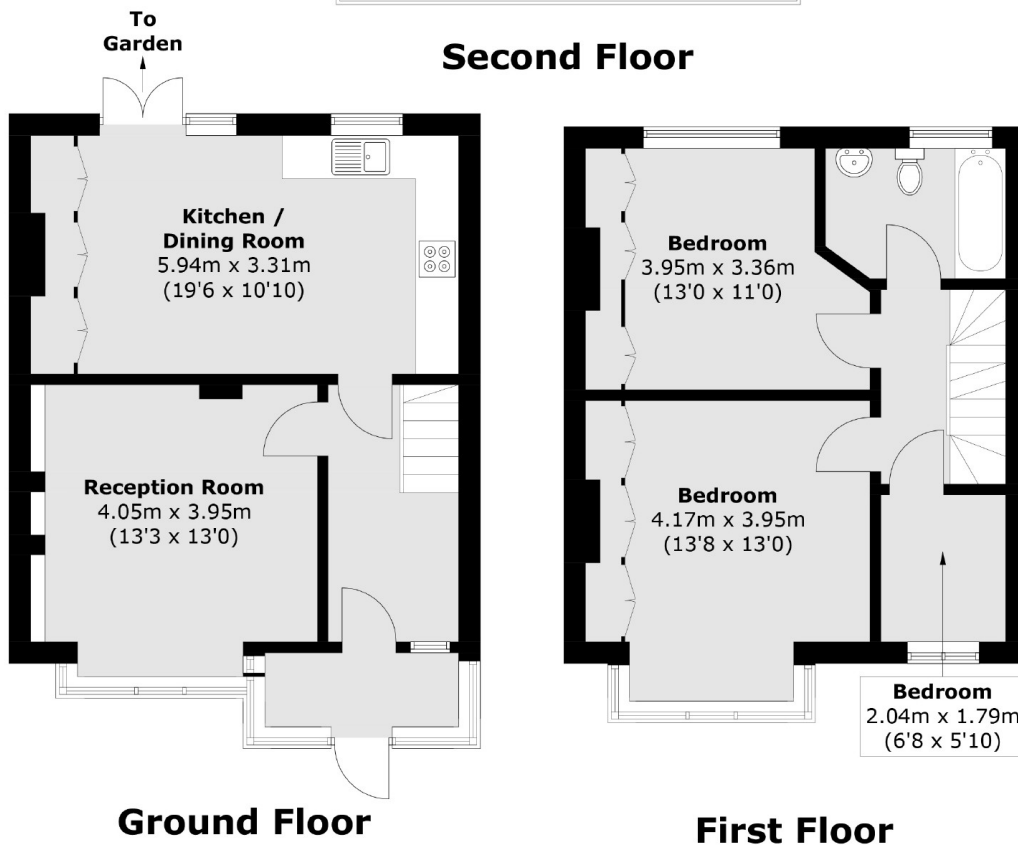 To
Garden
Second Floor
Kitchen /
Dining Room
5.94m x 3.31m
(19'6 x 10'10)
Bedroom
3.95m x 3.36m
(13'0 x 11'0)
Reception Room
4.05m x 3.95m
(13'3 x 13'0)
Bedroom
4.17m x 3.95m
(13'8 x 13'0)
Bedroom
2.04m x 1.79m
(6'8 x 5'10)
Ground Floor
First Floor